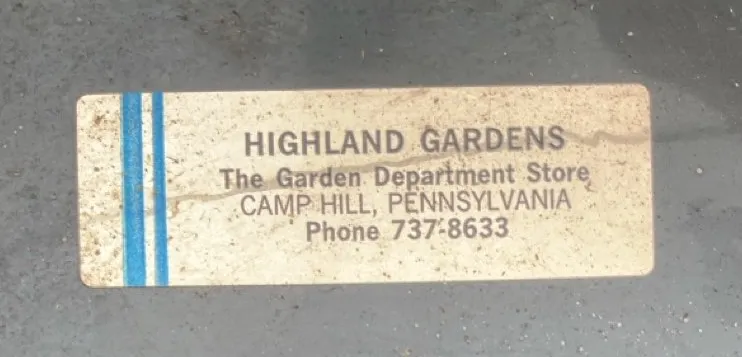 HIGHLAND GARDENS
The Garden Department Store
CAMP HILL, PENNSYLVANIA
Phone 737-8633